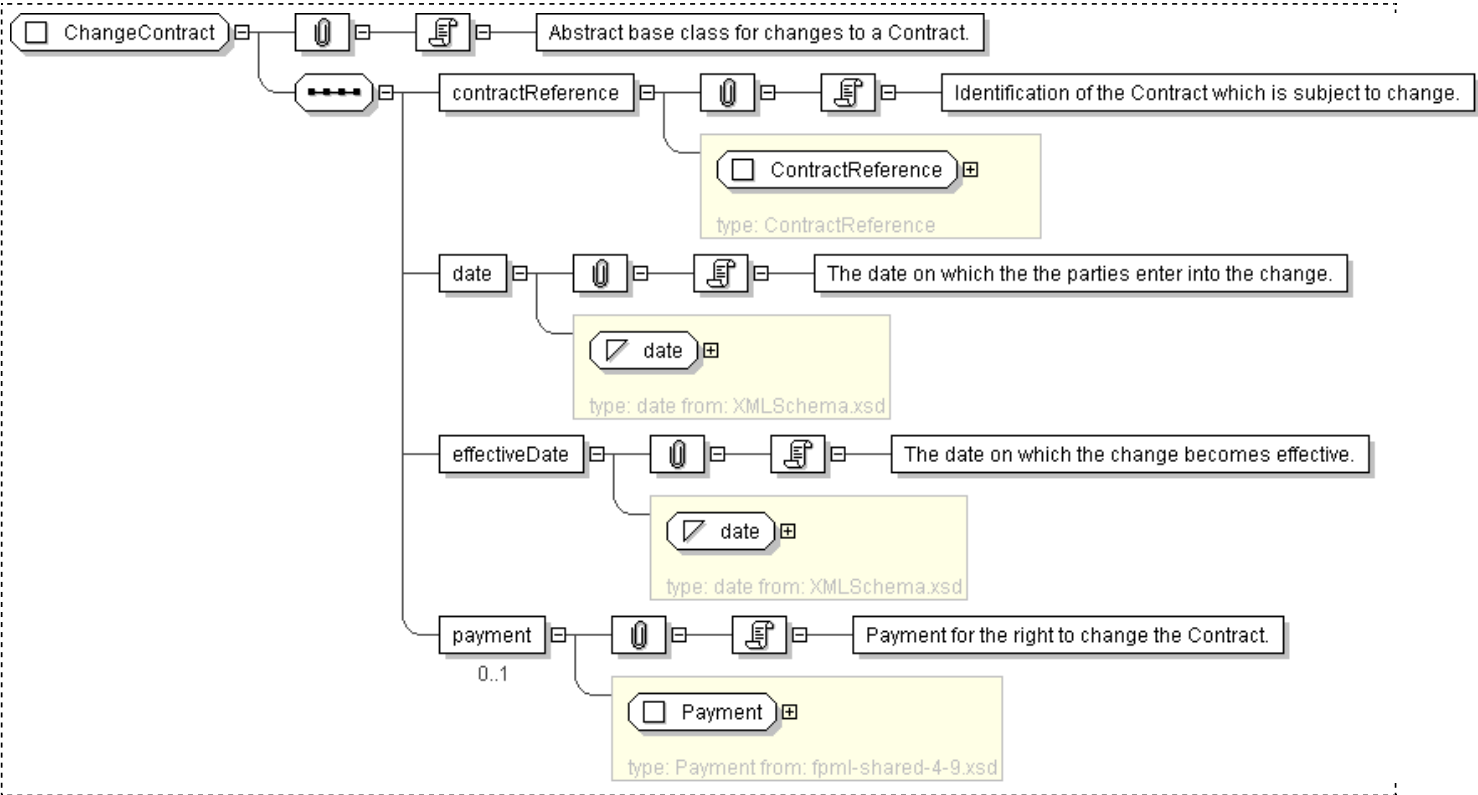 ChangeContract
Abstract base class for changes to a Contract.
contractReference
Identification of the Contract which is subject to change.
ContractReference
type: ContractReference
date
The date on which the the parties enter into the change.
date
type: date from: XMLSchema.xsd
effectiveDate
The date on which the change becomes effective.
date
type: date from: XMLSchema.xsd
payment
Payment for the right to change the Contract.
0..1
Payment
type: Payment from: fpml-shared-4-9.xsd